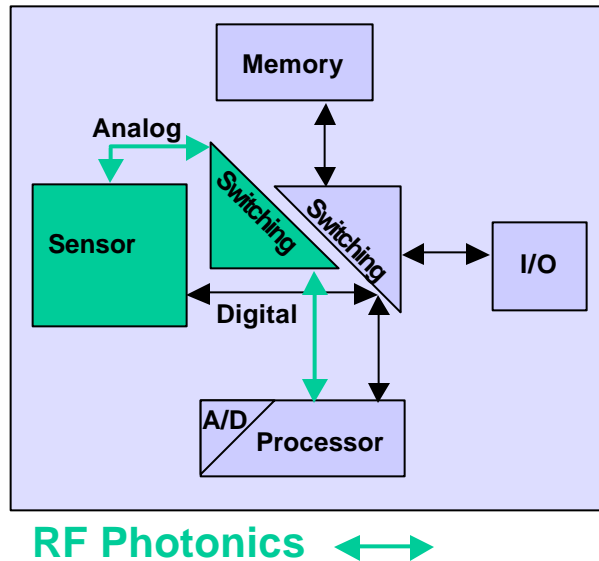 Memory
Analog
Switching
Switching
Sensor
I/O
Digital
A/D
Processor
RF Photonics